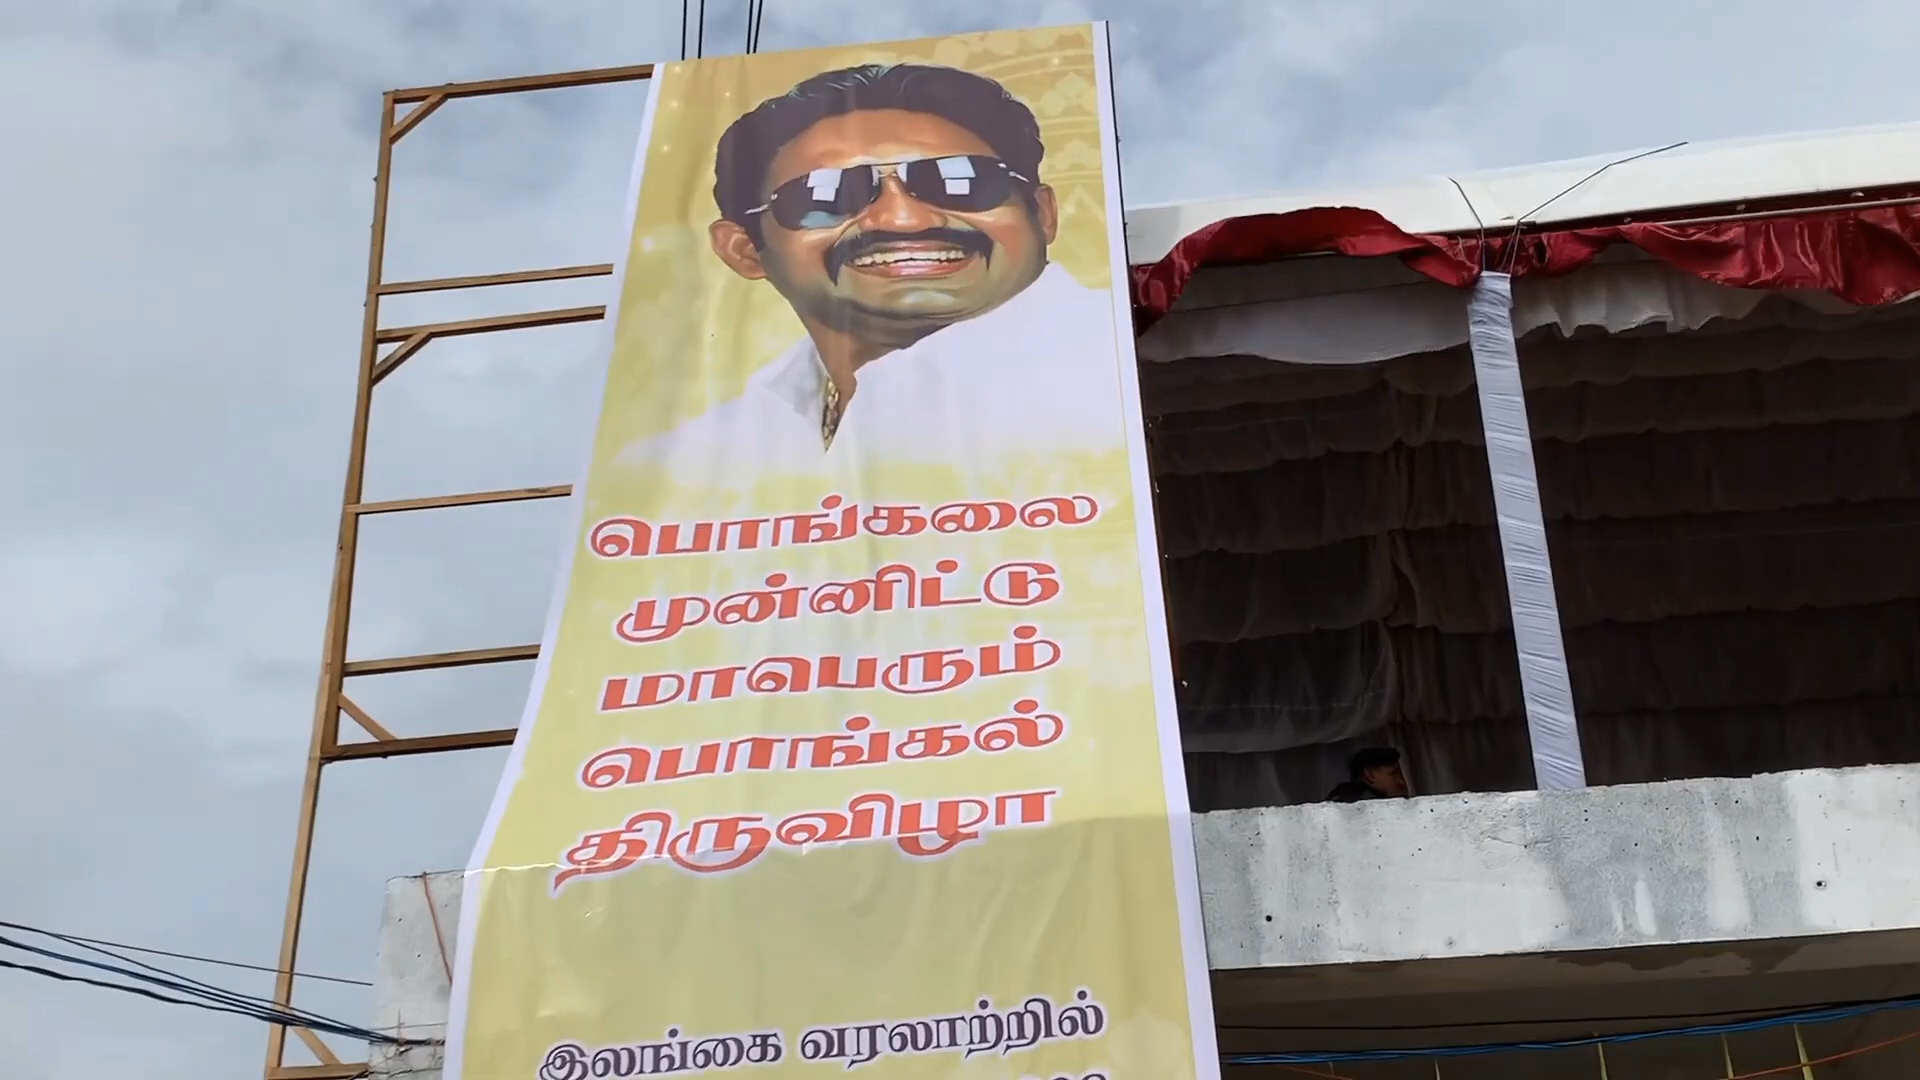 பொங்கலை
முன்னிட்டு
மாபெரும்
பொங்கல்
திருவிழா
இலங்கை வரலாற்றில்